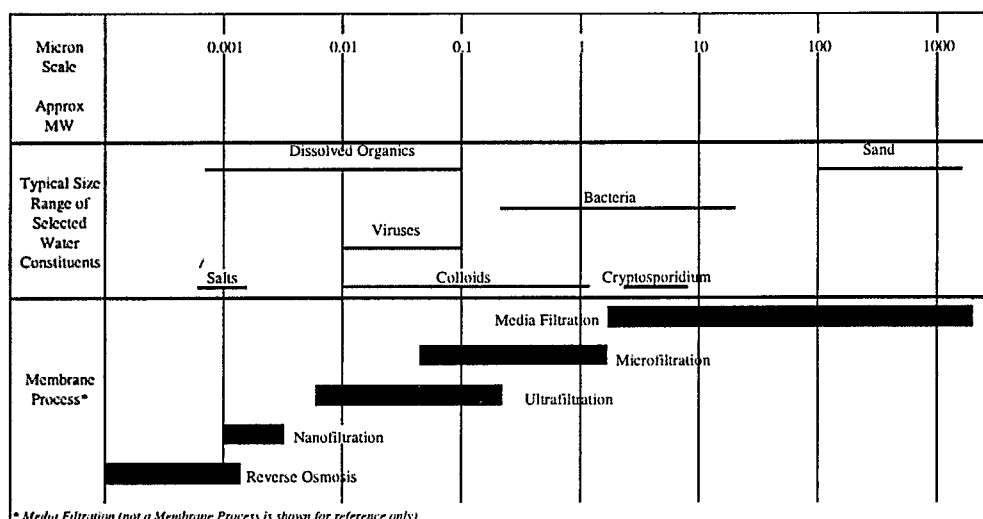 Micron
Scale
0.001 0.01 0.1 1 10 100 1000
Approx
MW
Typical Size
Range of
Selected
Water
Constituents
Dissolved Organics
Sand
Bacteria
Viruses
Salts
Colloids
Cryptosporidium
Membrane
Process*
Media Filtration
Microfiltration
Ultrafiltration
Nanofiltration
Reverse Osmosis
* Media Filtration (not a Membrane Process is shown for reference only)